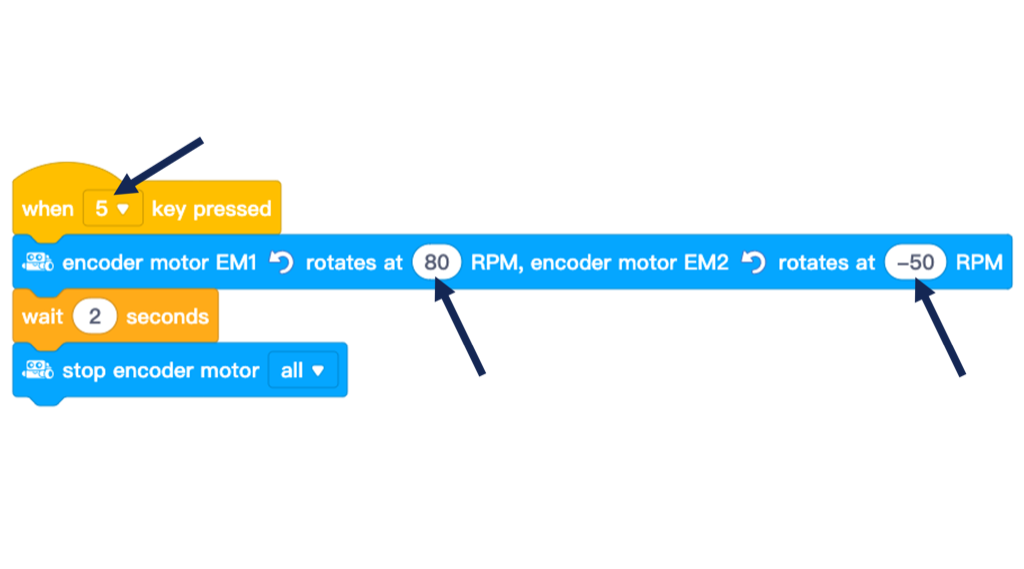 when 5 key pressed
encoder motor EM1 rotates at 80 RPM, encoder motor EM2 rotates at -50 RPM
wait 2 seconds
stop encoder motor all